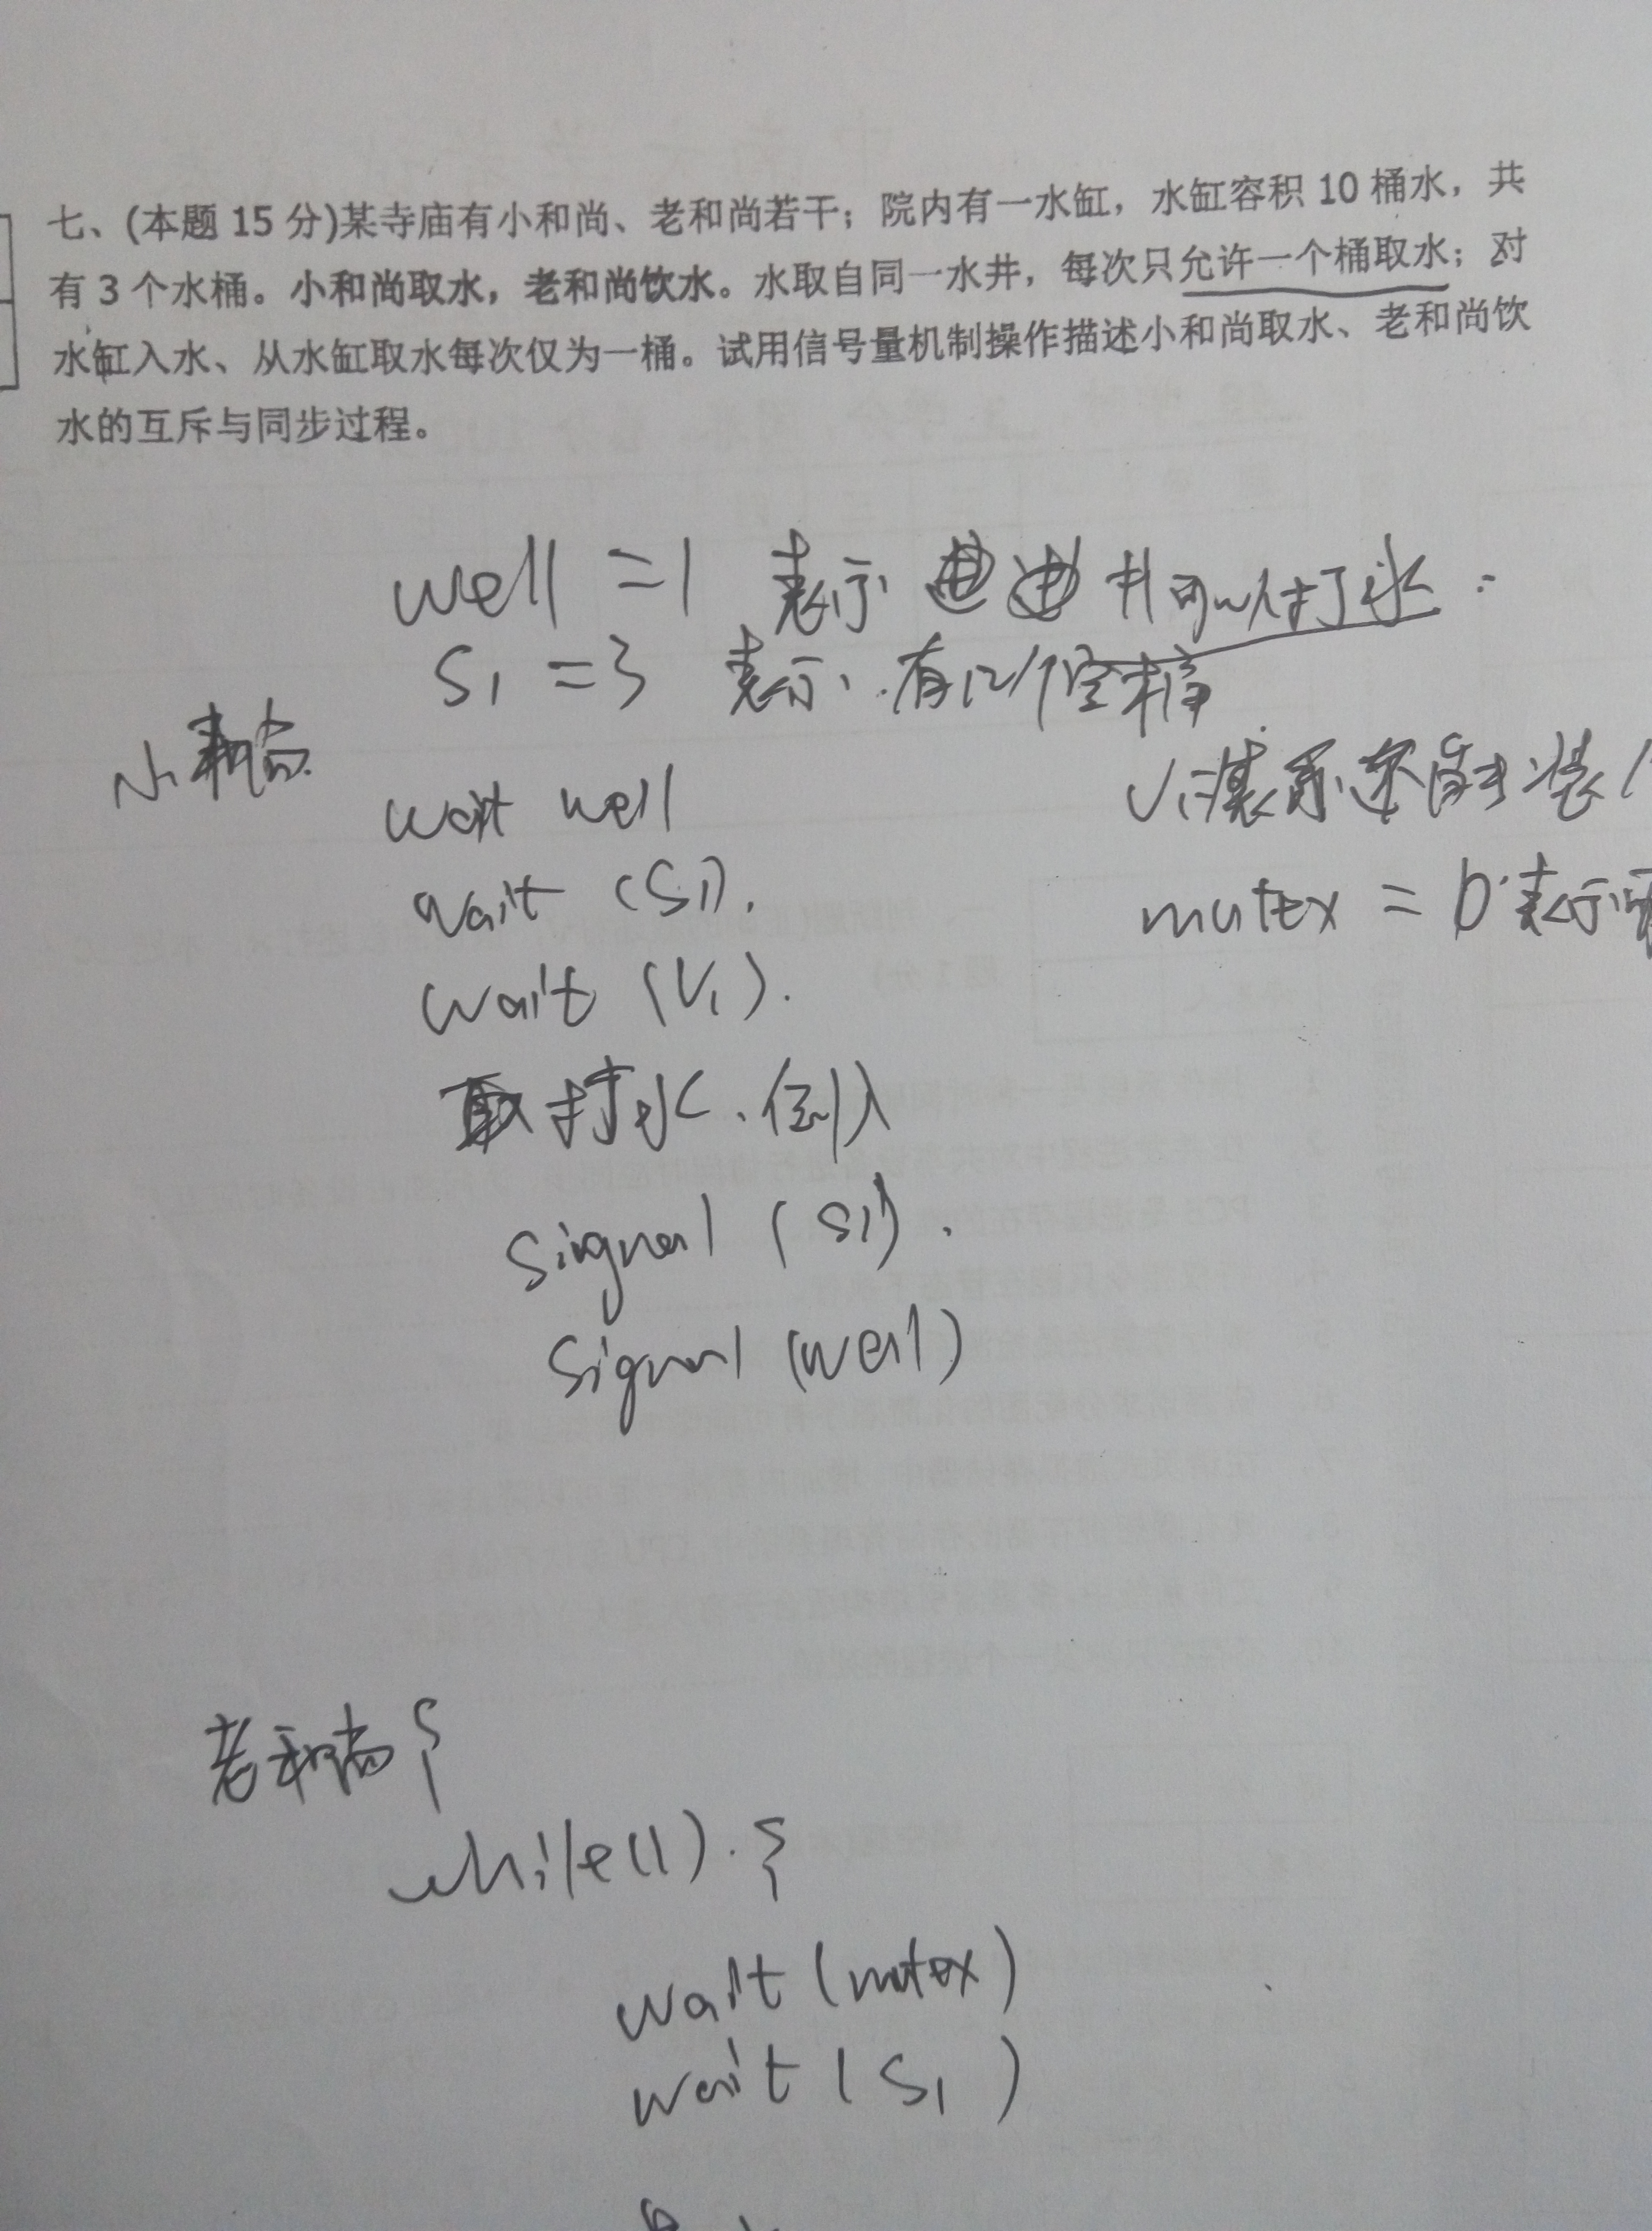 七、(本题 15 分)某寺庙有小和尚、老和尚若干；院内有一水缸，水缸容积 10 桶水，共
有 3 个水桶。小和尚取水，老和尚饮水。水取自同一水井，每次只允许一个桶取水；对
水缸入水、从水缸取水每次仅为一桶。试用信号量机制操作描述小和尚取水、老和尚饮
水的互斥与同步过程。
well =1 表示 井可以打水
S1 =3 表示 有几个空桶
小和尚
wait well
V1 表示还能装
wait (S1).
mutex = 0 表示
wait (V1).
打水、倒入
signal (S1).
signal (well)
老和尚{
while(1).{
wait (mutex)
wait (S1)